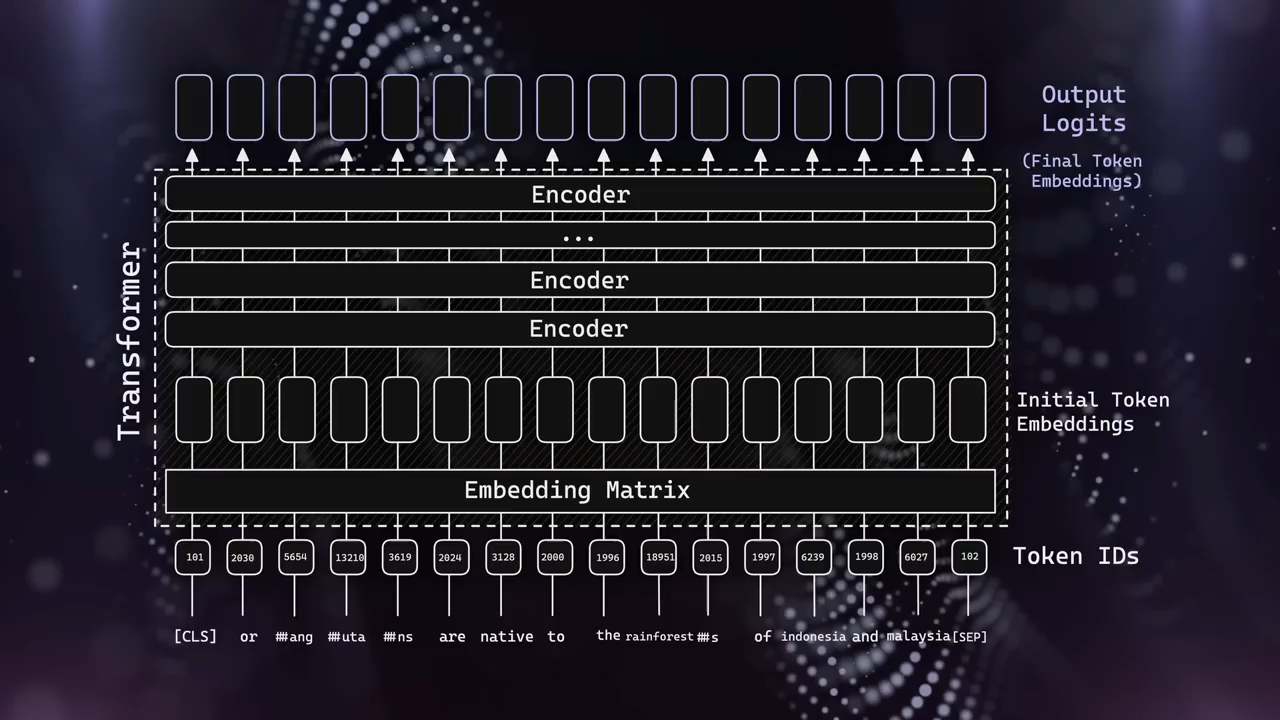 Output
Logits
(Final Token
Embeddings)
Transformer
Encoder
...
Encoder
Encoder
Initial Token
Embeddings
Embedding Matrix
101 2030 5654 13210 3619 2024 3128 2000 1996 18951 2015 1997 6239 1998 6027 102 Token IDs
[CLS] or ##ang ##uta ##ns are native to the rainforest ##s of indonesia and malaysia [SEP]